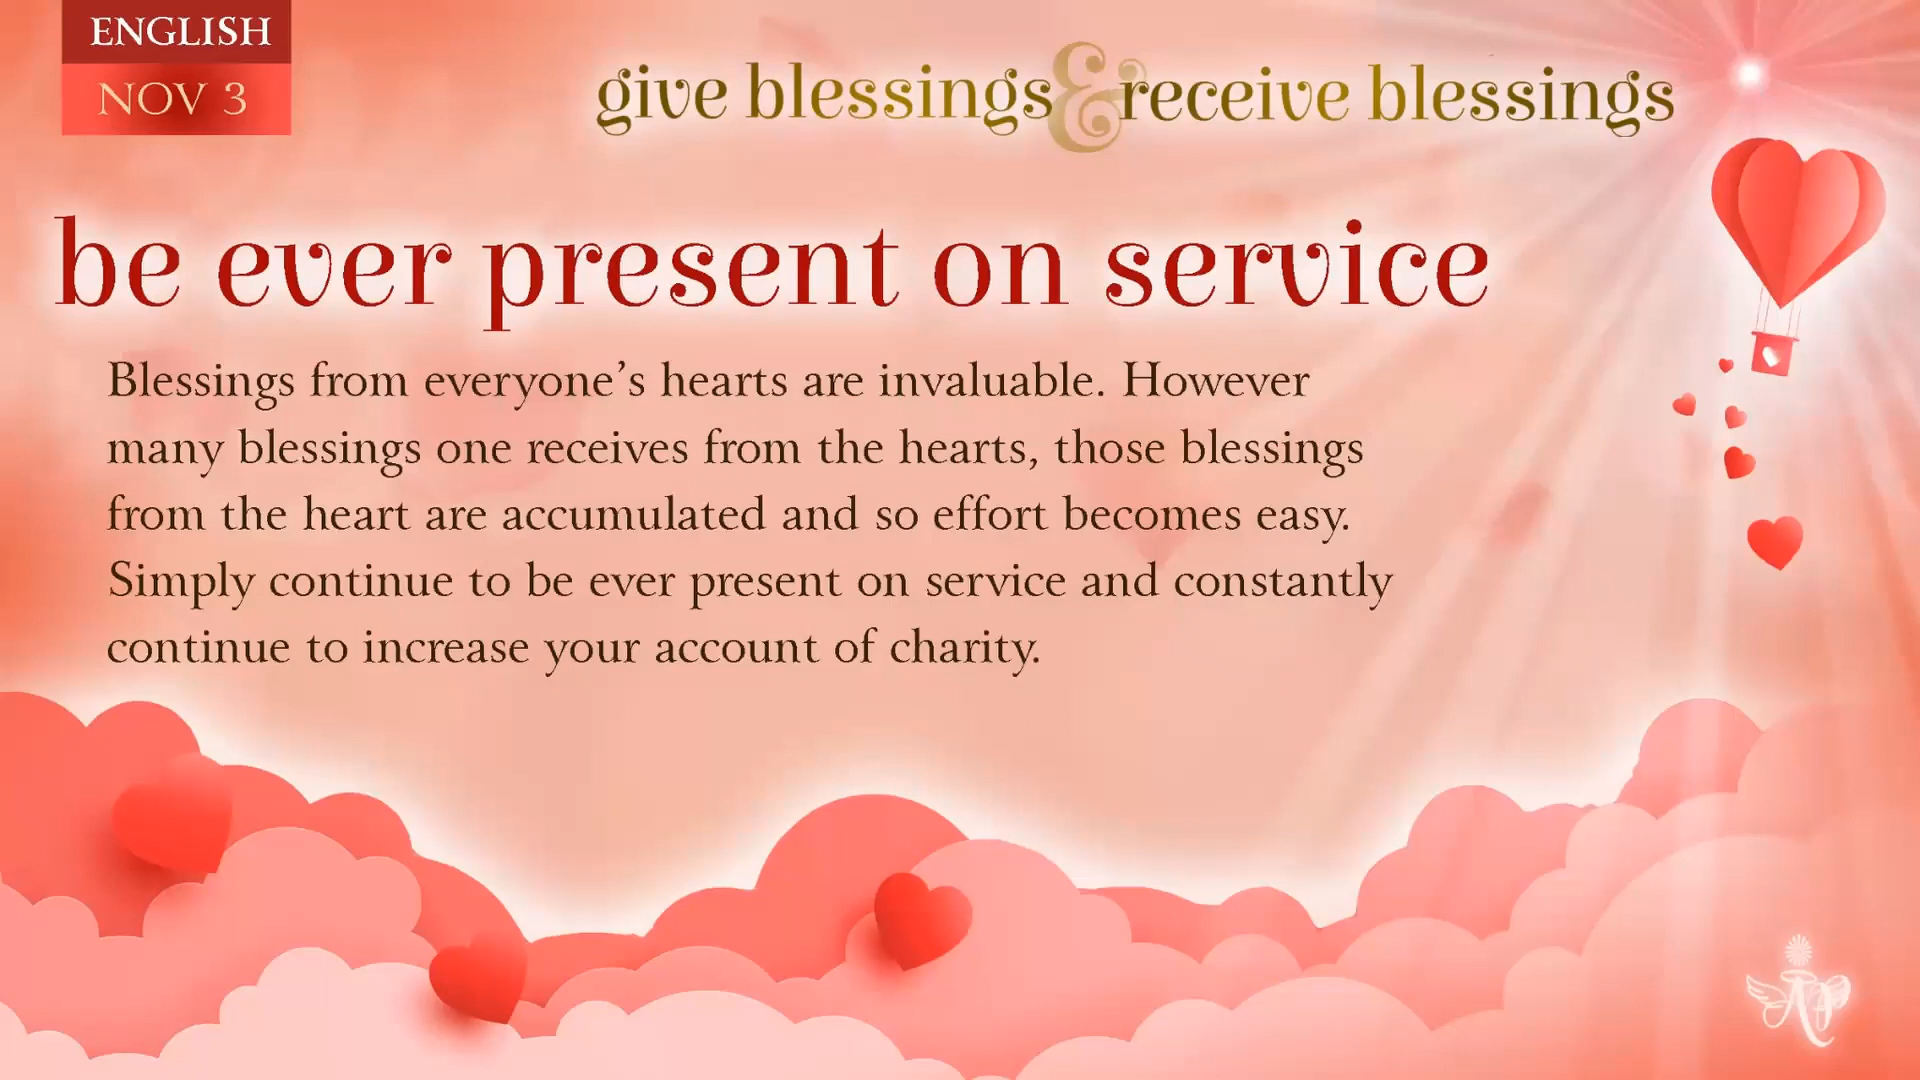 ENGLISH
NOV 3
give blessings & receive blessings
be ever present on service
Blessings from everyone’s hearts are invaluable. However
many blessings one receives from the hearts, those blessings
from the heart are accumulated and so effort becomes easy.
Simply continue to be ever present on service and constantly
continue to increase your account of charity.